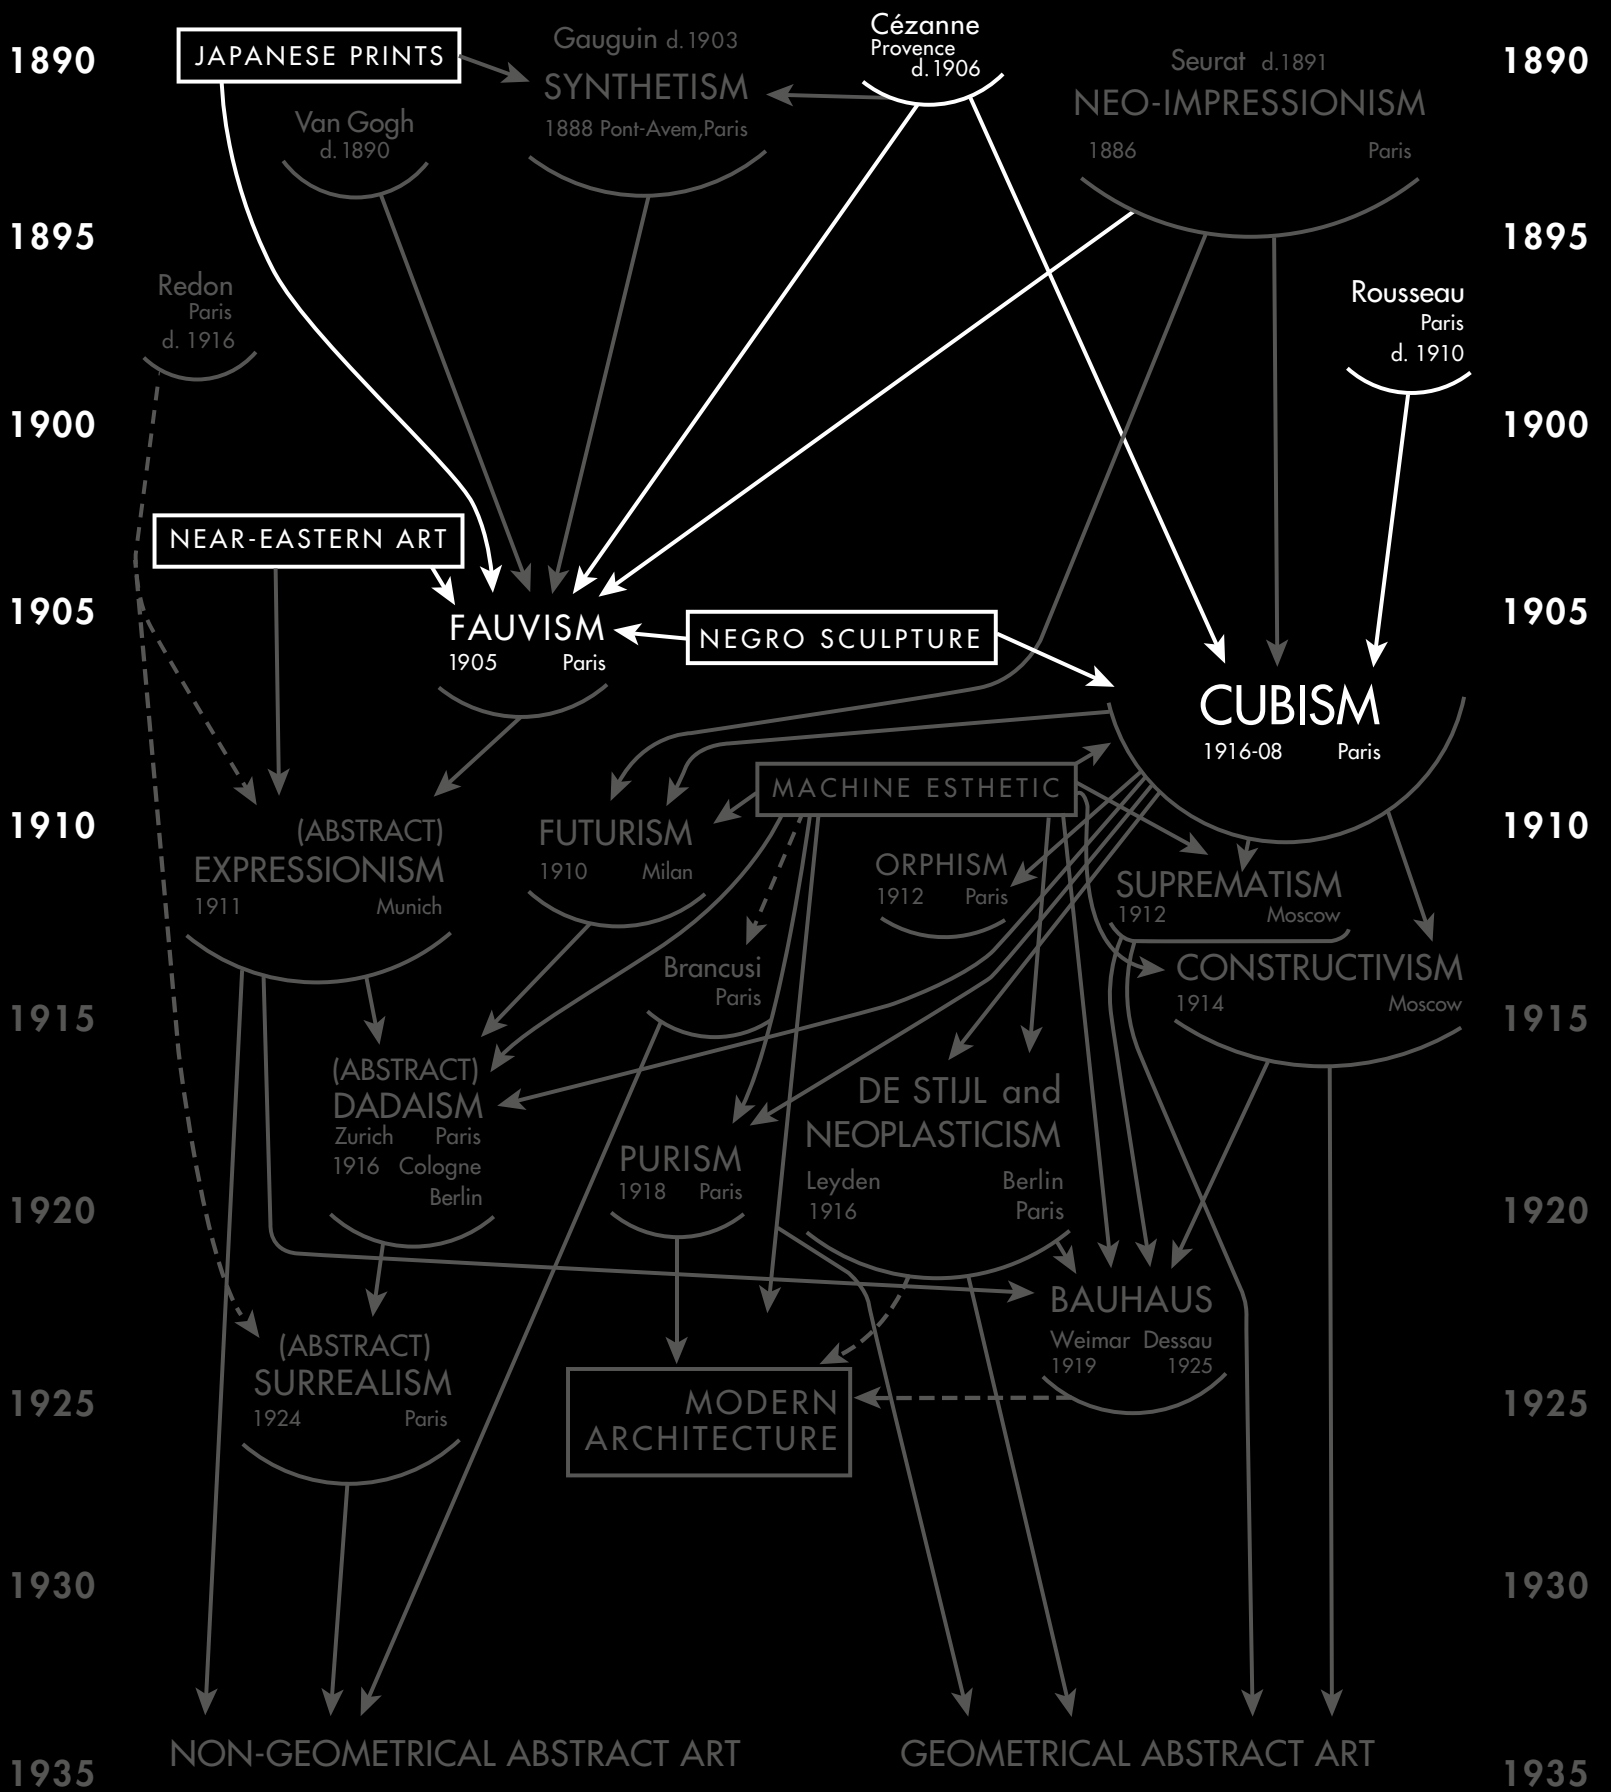 1890
JAPANESE PRINTS
Gauguin d.1903
SYNTHETISM
1888 Pont-Avem,Paris
Cézanne
Provence
d.1906
Seurat d.1891
NEO-IMPRESSIONISM
1886 Paris
1890
Van Gogh
d.1890
1895
1895
Redon
Paris
d. 1916
Rousseau
Paris
d. 1910
1900
1900
NEAR-EASTERN ART
1905
FAUVISM
1905 Paris
NEGRO SCULPTURE
1905
CUBISM
1916-08 Paris
MACHINE ESTHETIC
1910
(ABSTRACT)
EXPRESSIONISM
1911 Munich
FUTURISM
1910 Milan
ORPHISM
1912 Paris
SUPREMATISM
1912 Moscow
1910
Brancusi
Paris
CONSTRUCTIVISM
1914 Moscow
1915
1915
(ABSTRACT)
DADAISM
Zurich Paris
1916 Cologne
Berlin
PURISM
1918 Paris
DE STIJL and
NEOPLASTICISM
Leyden Berlin
1916 Paris
1920
1920
BAUHAUS
Weimar Dessau
1919 1925
(ABSTRACT)
SURREALISM
1924 Paris
MODERN
ARCHITECTURE
1925
1925
1930
1930
NON-GEOMETRICAL ABSTRACT ART
GEOMETRICAL ABSTRACT ART
1935
1935